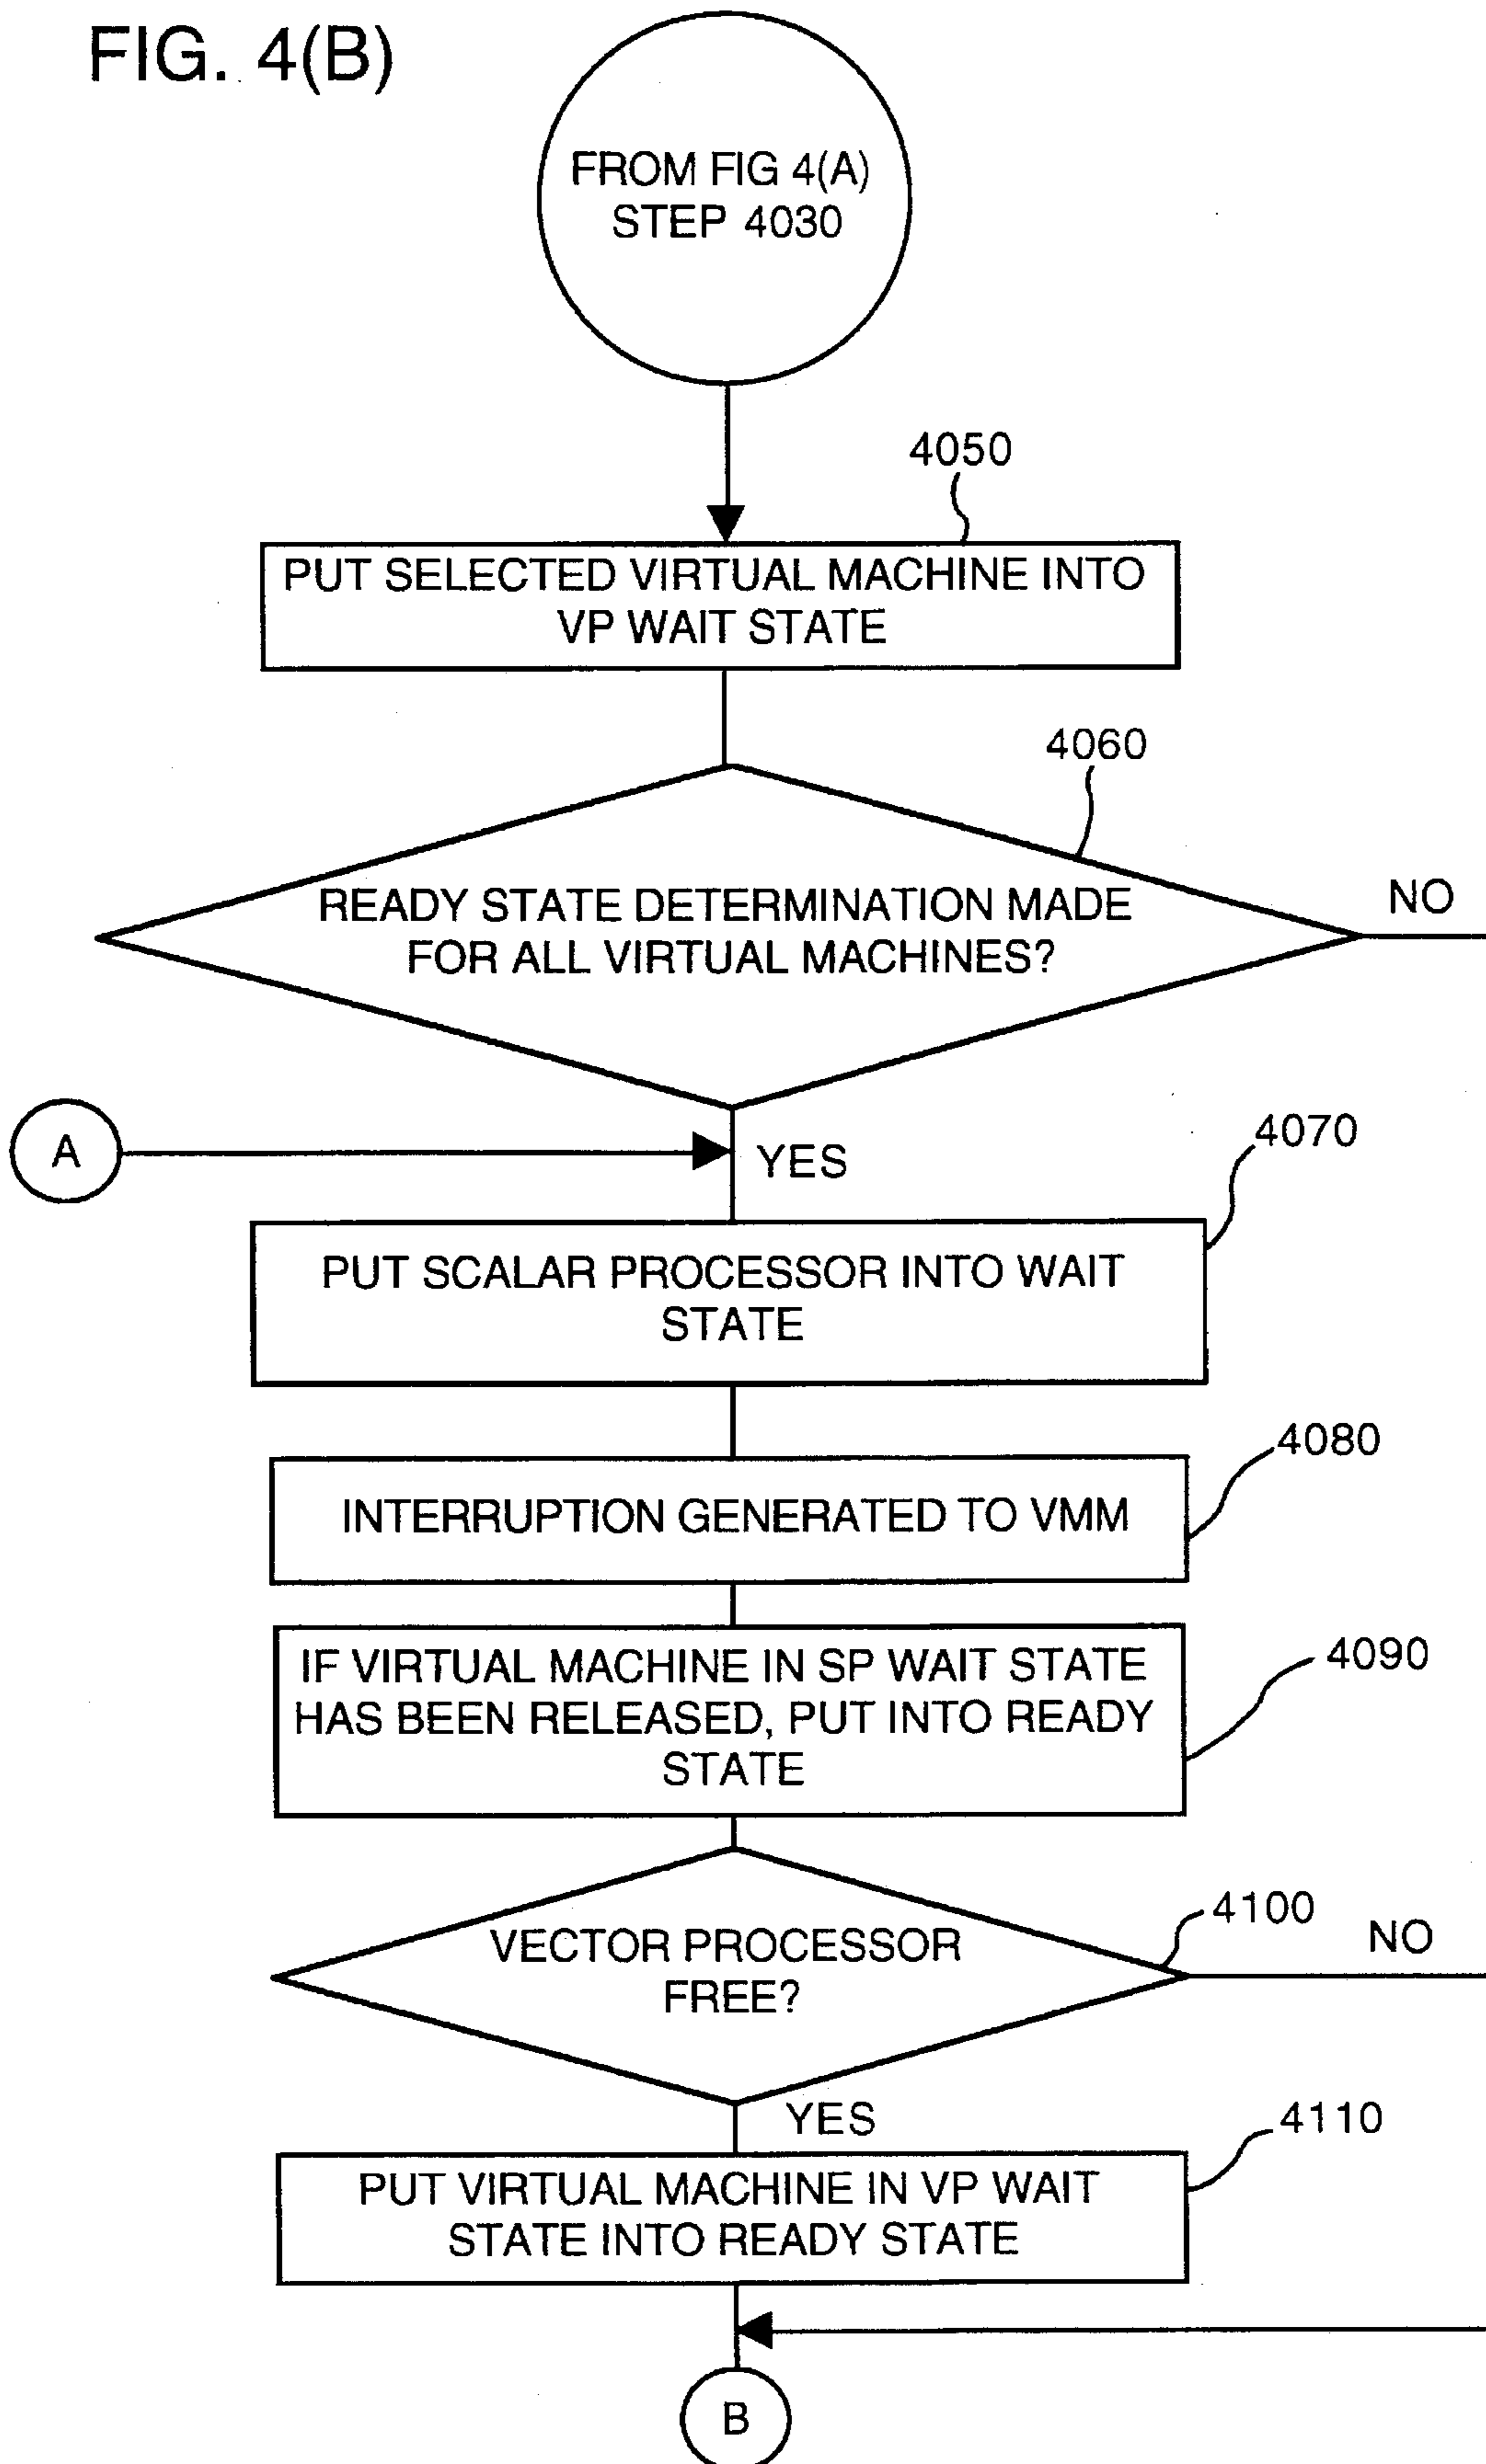 FIG. 4(B)
FROM FIG 4(A)
STEP 4030
4050
PUT SELECTED VIRTUAL MACHINE INTO
VP WAIT STATE
4060
READY STATE DETERMINATION MADE
FOR ALL VIRTUAL MACHINES?
NO
A
YES
4070
PUT SCALAR PROCESSOR INTO WAIT
STATE
4080
INTERRUPTION GENERATED TO VMM
4090
IF VIRTUAL MACHINE IN SP WAIT STATE
HAS BEEN RELEASED, PUT INTO READY
STATE
4100
VECTOR PROCESSOR
FREE?
NO
YES
4110
PUT VIRTUAL MACHINE IN VP WAIT
STATE INTO READY STATE
B